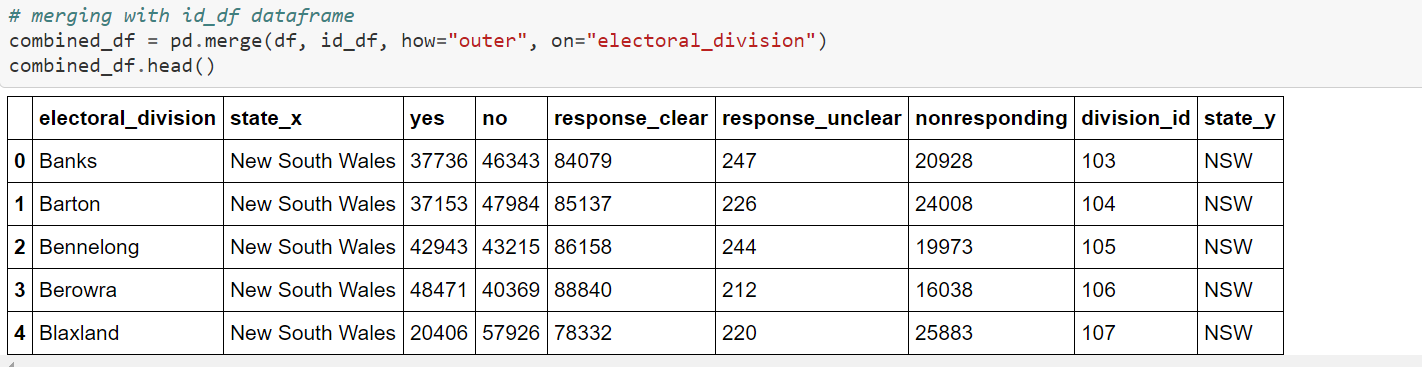 # merging with id_df dataframe
combined_df = pd.merge(df, id_df, how="outer", on="electoral_division")
combined_df.head()
electoral_division state_x yes no response_clear response_unclear nonresponding division_id state_y
0 Banks New South Wales 37736 46343 84079 247 20928 103 NSW
1 Barton New South Wales 37153 47984 85137 226 24008 104 NSW
2 Bennelong New South Wales 42943 43215 86158 244 19973 105 NSW
3 Berowra New South Wales 48471 40369 88840 212 16038 106 NSW
4 Blaxland New South Wales 20406 57926 78332 220 25883 107 NSW